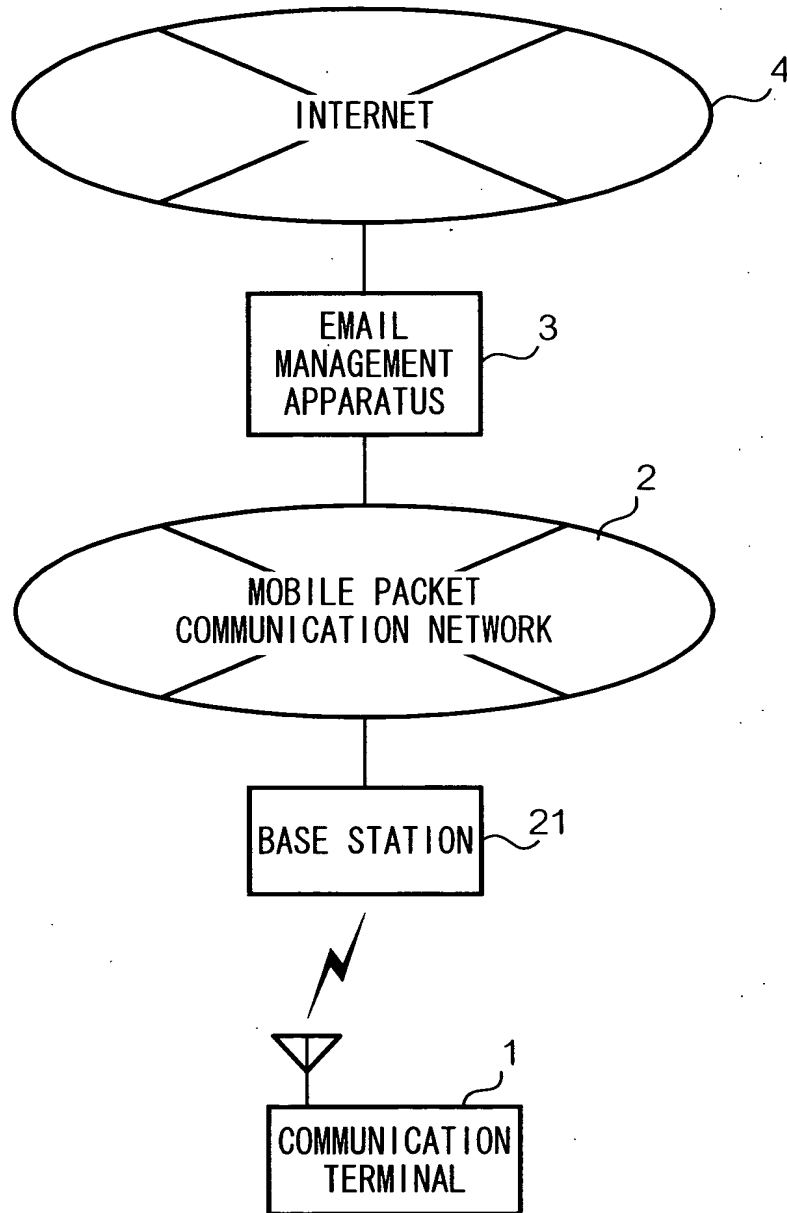 4
INTERNET
EMAIL
MANAGEMENT
APPARATUS
3
2
MOBILE PACKET
COMMUNICATION NETWORK
BASE STATION
21
1
COMMUNICATION
TERMINAL